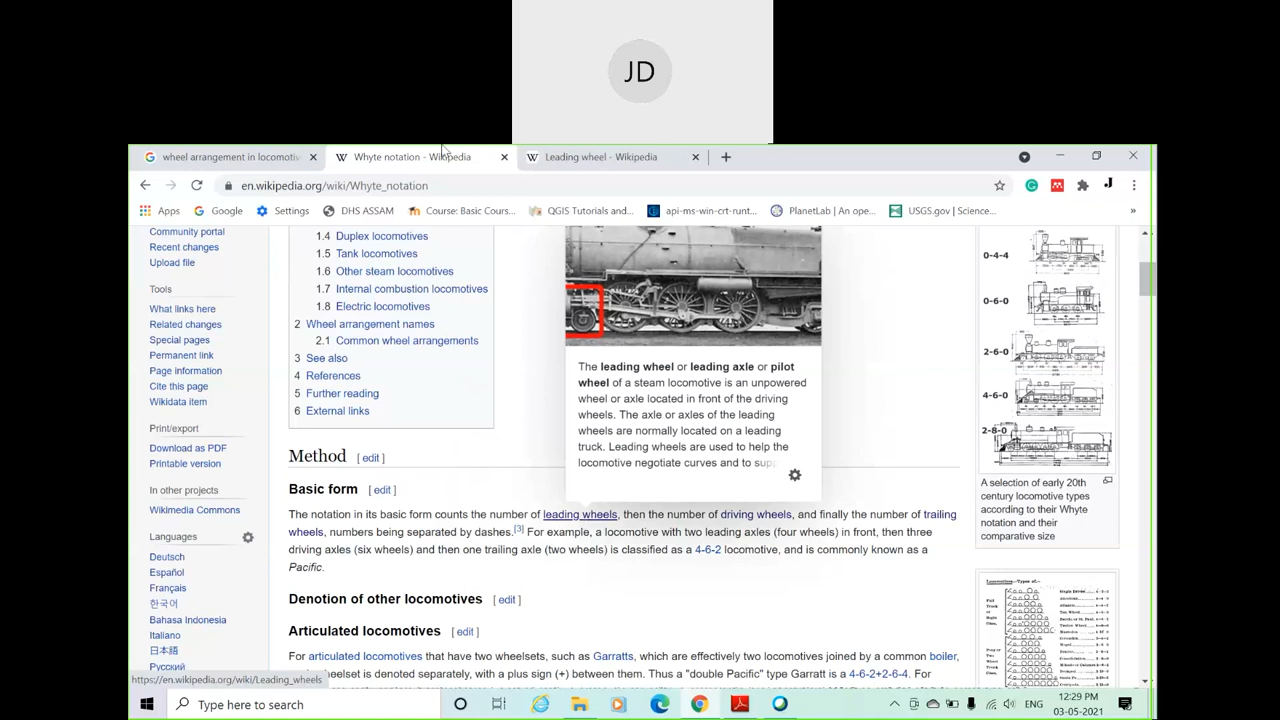 JD
wheel arrangement in locomotiv
Whyte notation - Wikipedia
Leading wheel - Wikipedia
en.wikipedia.org/wiki/Whyte_notation
Apps
Google
Settings
DHS ASSAM
Course: Basic Cours...
QGIS Tutorials and...
api-ms-win-crt-runt...
PlanetLab | An ope...
USGS.gov | Science...
»
Community portal
Recent changes
Upload file
Tools
What links here
Related changes
Special pages
Permanent link
Page information
Cite this page
Wikidata item
Print/export
Download as PDF
Printable version
In other projects
Wikimedia Commons
Languages
Deutsch
Español
Français
한국어
Bahasa Indonesia
Italiano
日本語
Русский
1.4 Duplex locomotives
1.5 Tank locomotives
1.6 Other steam locomotives
1.7 Internal combustion locomotives
1.8 Electric locomotives
2 Wheel arrangement names
2.1 Common wheel arrangements
3 See also
4 References
5 Further reading
6 External links
The leading wheel or leading axle or pilot
wheel of a steam locomotive is an unpowered
wheel or axle located in front of the driving
wheels. The axle or axles of the leading
wheels are normally located on a leading
truck. Leading wheels are used to help the
locomotive negotiate curves and to
Method [ edit ]
Basic form [ edit ]
The notation in its basic form counts the number of leading wheels, then the number of driving wheels, and finally the number of trailing
wheels, numbers being separated by dashes.[3] For example, a locomotive with two leading axles (four wheels) in front, then three
driving axles (six wheels) and then one trailing axle (two wheels) is classified as a 4-6-2 locomotive, and is commonly known as a
Pacific.
of other locomotives [ edit ]
Articulated locomotives [ edit ]
For locomotives that have two wheelsets, such as Garratts, which are effectively two locomotives joined by a common boiler,
and separately, with a plus sign (+) between them. Thus a "double Pacific" type Garratt is a 4-6-2+2-6-4. For
0-4-4
0-6-0
2-6-0
4-6-0
2-8-0
A selection of early 20th
century locomotive types
according to their Whyte
notation and their
comparative size
https://en.wikipedia.org/wiki/Leading_wheels
Type here to search
ENG
12:29 PM
03-05-2021